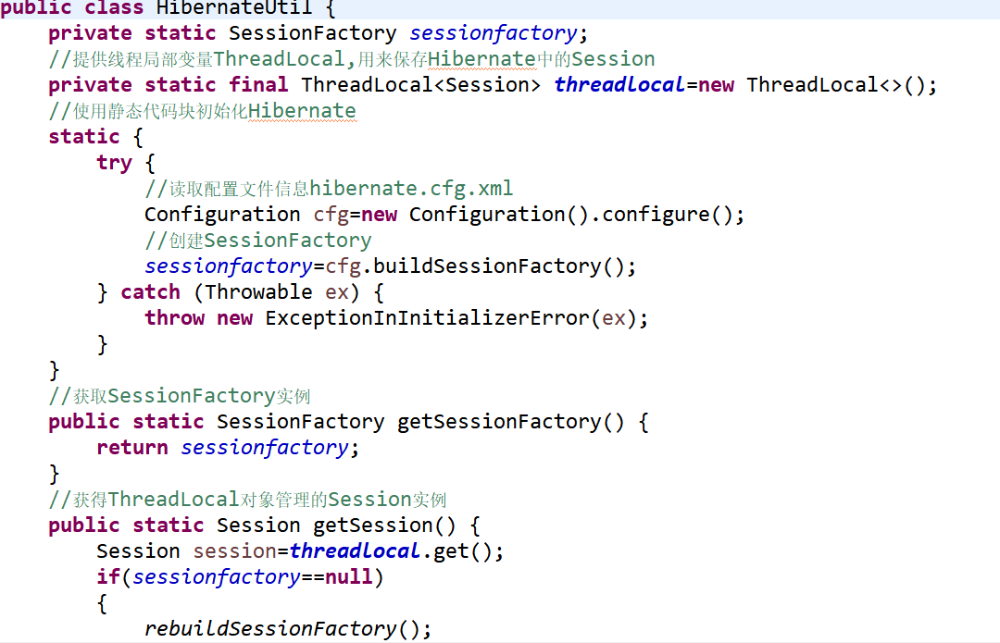 public class HibernateUtil {
private static SessionFactory sessionfactory;
//提供线程局部变量ThreadLocal,用来保存Hibernate中的Session
private static final ThreadLocal<Session> threadlocal=new ThreadLocal<>();
//使用静态代码块初始化Hibernate
static {
try {
//读取配置文件信息hibernate.cfg.xml
Configuration cfg=new Configuration().configure();
//创建SessionFactory
sessionfactory=cfg.buildSessionFactory();
} catch (Throwable ex) {
throw new ExceptionInInitializerError(ex);
}
}
//获取SessionFactory实例
public static SessionFactory getSessionFactory() {
return sessionfactory;
}
//获得ThreadLocal对象管理的Session实例
public static Session getSession() {
Session session=threadlocal.get();
if(sessionfactory==null)
{
rebuildSessionFactory();